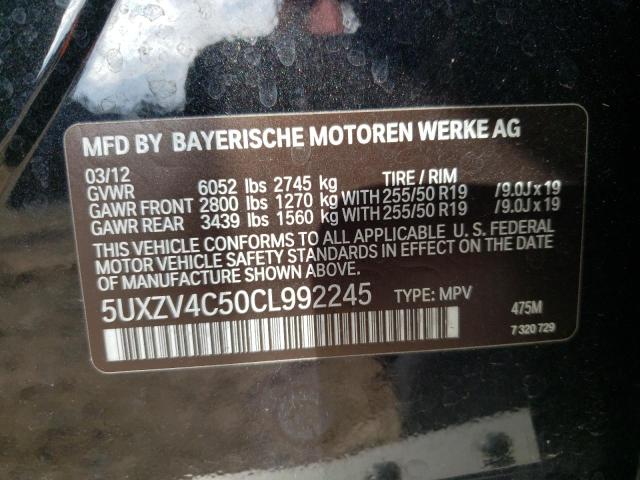 MFD BY BAYERISCHE MOTOREN WERKE AG
03/12 TIRE / RIM
GVWR 6052 lbs 2745 kg
GAWR FRONT 2800 lbs 1270 kg WITH 255/50 R19 /9.0J x 19
GAWR REAR 3439 lbs 1560 kg WITH 255/50 R19 /9.0J x 19
THIS VEHICLE CONFORMS TO ALL APPLICABLE U.S. FEDERAL
MOTOR VEHICLE SAFETY STANDARDS IN EFFECT ON THE DATE
OF MANUFACTURE SHOWN ABOVE.
5UXZV4C50CL992245 TYPE: MPV 475M
7 320 729